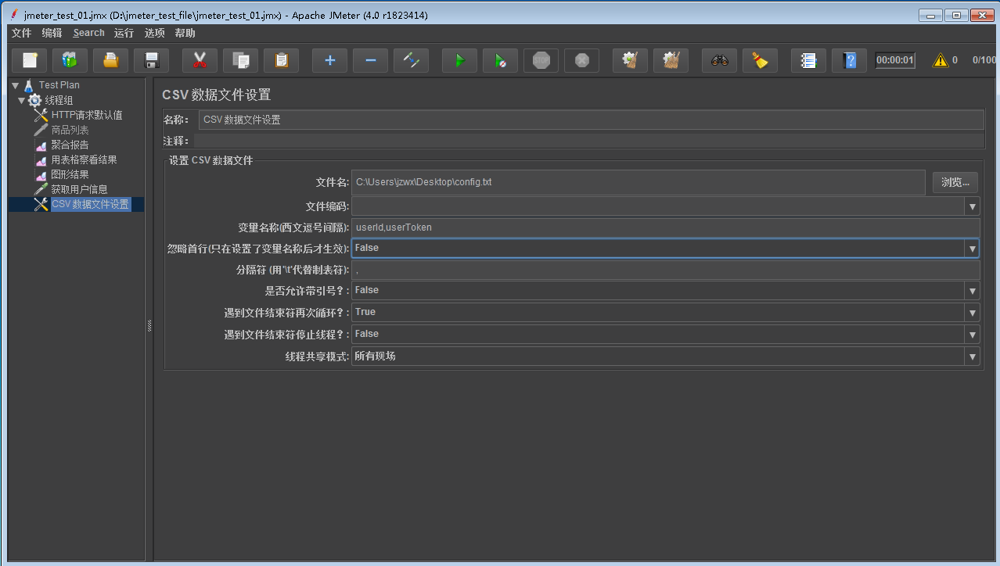 jmeter_test_01.jmx (D:\jmeter_test_file\jmeter_test_01.jmx) - Apache JMeter (4.0 r1823414)
文件 编辑 Search 运行 选项 帮助
STOP 00:00:01 0 0/100
Test Plan
线程组
HTTP请求默认值
商品列表
聚合报告
用表格察看结果
图形结果
获取用户信息
CSV 数据文件设置
CSV 数据文件设置
名称: CSV 数据文件设置
注释:
设置 CSV 数据文件
文件名: C:\Users\jzwx\Desktop\config.txt 浏览...
文件编码:
变量名称(西文逗号间隔): userId,userToken
忽略首行(只在设置了变量名称后才生效): False
分隔符 (用'\t'代替制表符): ,
是否允许带引号?: False
遇到文件结束符再次循环?: True
遇到文件结束符停止线程?: False
线程共享模式: 所有现场